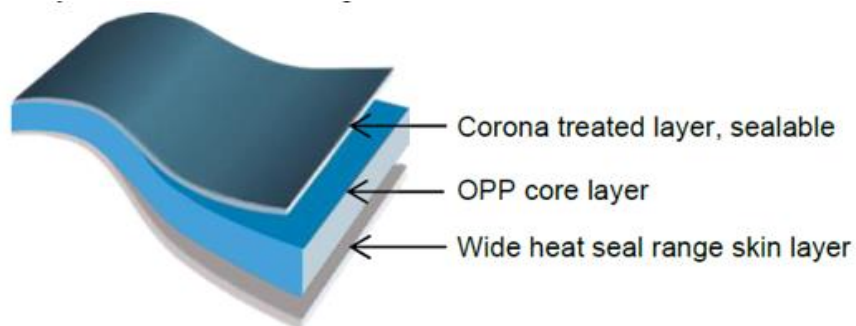 Corona treated layer, sealable
OPP core layer
Wide heat seal range skin layer